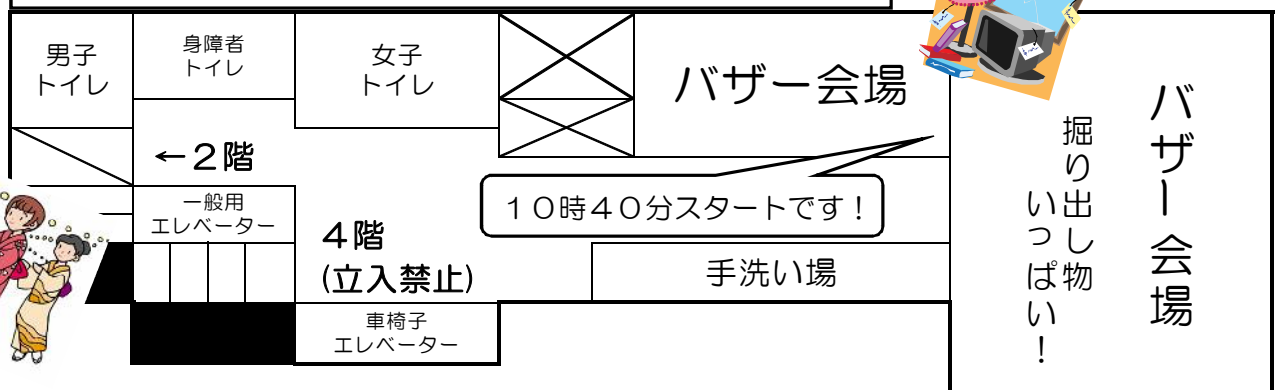 男子
トイレ
身障者
トイレ
女子
トイレ
バザー会場
←2階
一般用
エレベーター
10時40分スタートです！
4階
(立入禁止)
手洗い場
車椅子
エレベーター
バザー会場
掘り出し物
いっぱい！